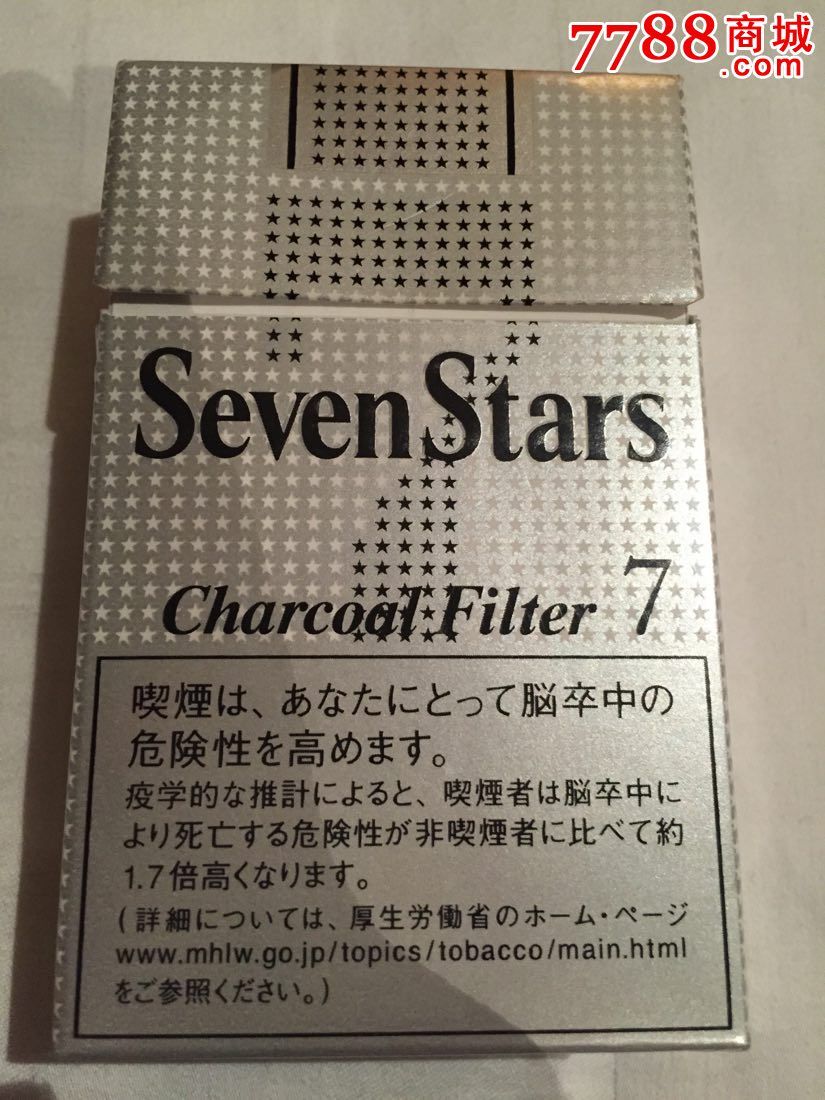 7788商城
.com
Seven Stars
Charcoal Filter 7
喫煙は、あなたにとって脳卒中の
危険性を高めます。
疫学的な推計によると、喫煙者は脳卒中に
より死亡する危険性が非喫煙者に比べて約
1.7倍高くなります。
(詳細については、厚生労働省のホーム・ページ
www.mhlw.go.jp/topics/tobacco/main.html
をご参照ください。)